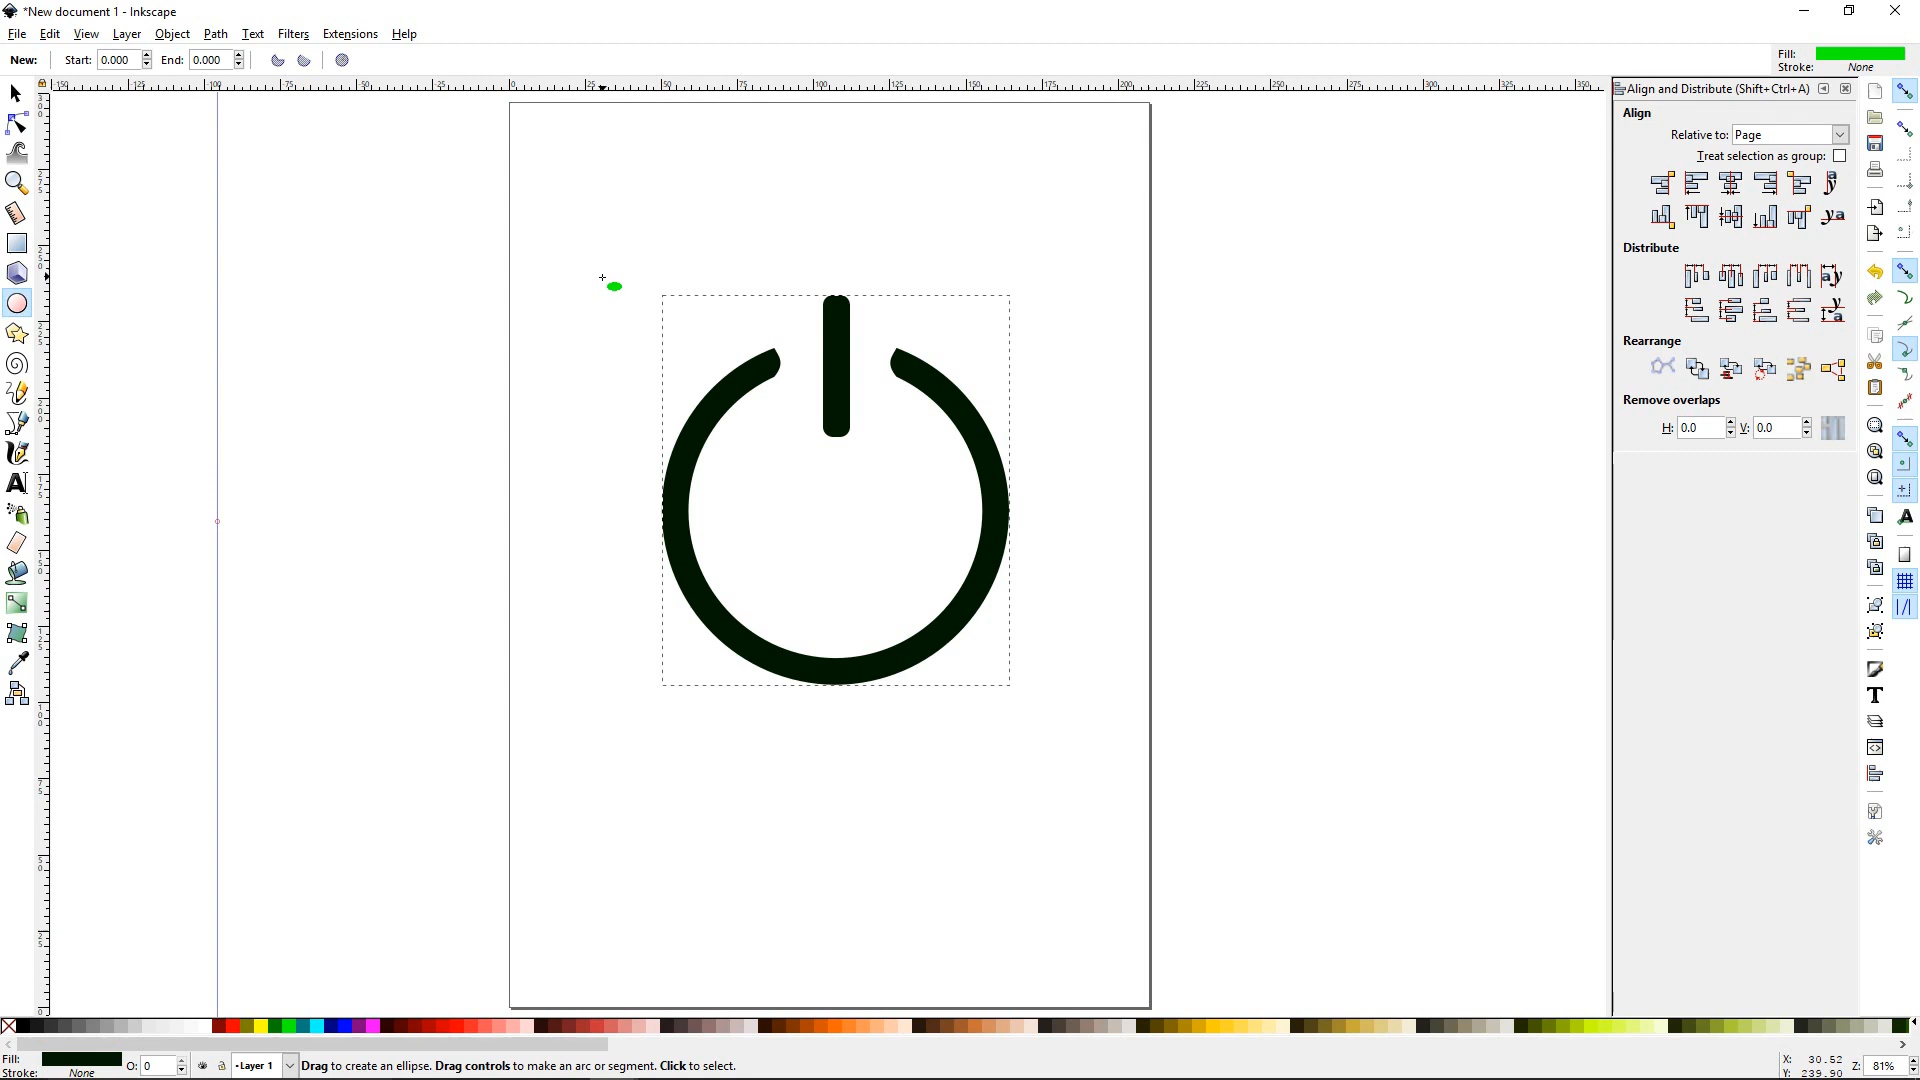 *New document 1 - Inkscape
File Edit View Layer Object Path Text Filters Extensions Help
New: Start: 0.000 End: 0.000
Fill:
Stroke: None
Align and Distribute (Shift+Ctrl+A)
Align
Relative to: Page
Treat selection as group:
Distribute
Rearrange
Remove overlaps
H: 0.0 V: 0.0
Fill:
Stroke: None
O: 0
•Layer 1
Drag to create an ellipse. Drag controls to make an arc or segment. Click to select.
X: 30.52
Y: 239.90
Z: 81%